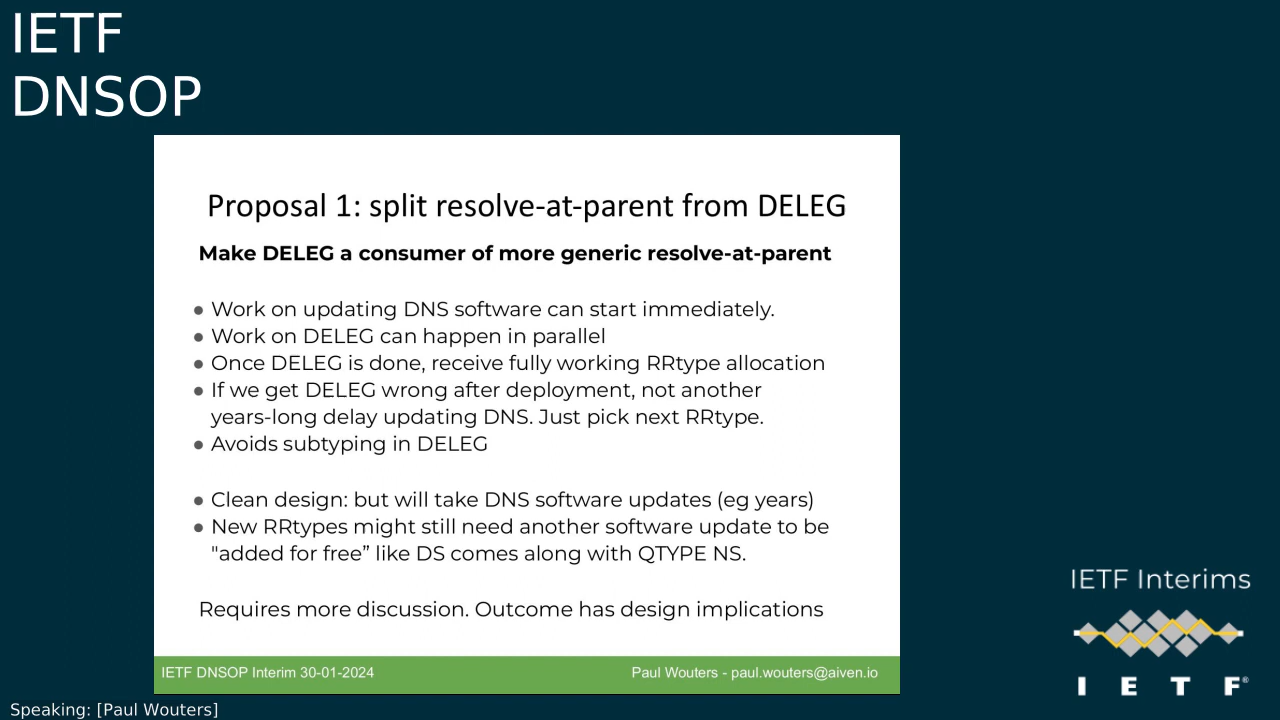 IETF
DNSOP
Proposal 1: split resolve-at-parent from DELEG
Make DELEG a consumer of more generic resolve-at-parent
● Work on updating DNS software can start immediately.
● Work on DELEG can happen in parallel
● Once DELEG is done, receive fully working RRtype allocation
● If we get DELEG wrong after deployment, not another
years-long delay updating DNS. Just pick next RRtype.
● Avoids subtyping in DELEG
● Clean design: but will take DNS software updates (eg years)
● New RRtypes might still need another software update to be
"added for free” like DS comes along with QTYPE NS.
Requires more discussion. Outcome has design implications
IETF DNSOP Interim 30-01-2024
Paul Wouters - paul.wouters@aiven.io
IETF Interims
I E T F®
Speaking: [Paul Wouters]